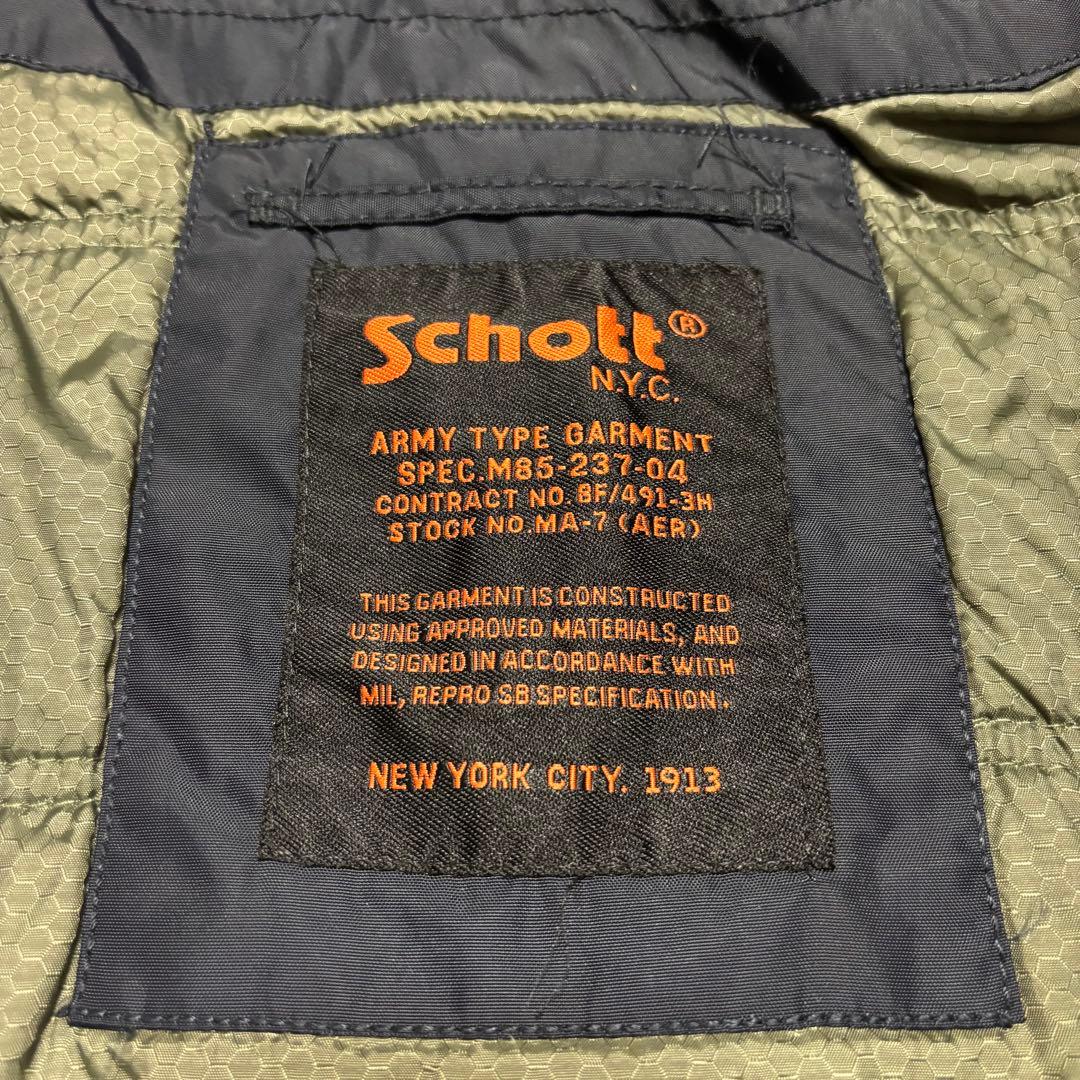 Schott®
N.Y.C.
ARMY TYPE GARMENT
SPEC.M85-237-04
CONTRACT NO.8F/491-3H
STOCK NO.MA-7 (AER)
THIS GARMENT IS CONSTRUCTED
USING APPROVED MATERIALS, AND
DESIGNED IN ACCORDANCE WITH
MIL, REPRO SB SPECIFICATION.
NEW YORK CITY. 1913